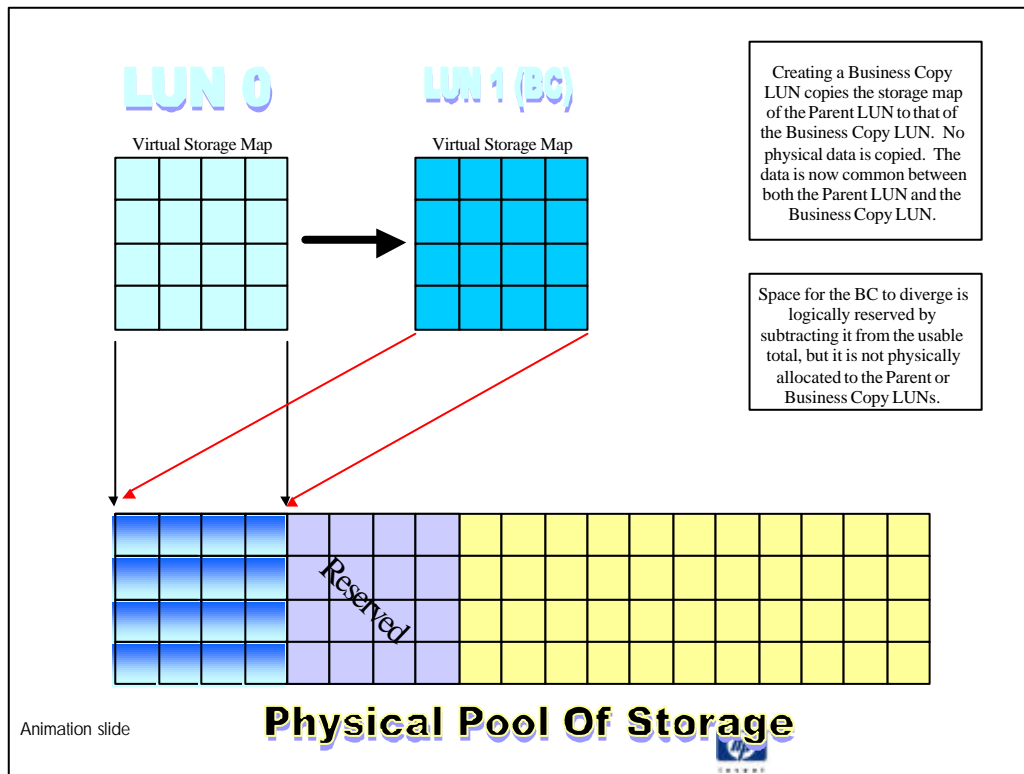 LUN 0
LUN 1 (BC)
Virtual Storage Map
Virtual Storage Map
Creating a Business Copy
LUN copies the storage map
of the Parent LUN to that of
the Business Copy LUN. No
physical data is copied. The
data is now common between
both the Parent LUN and the
Business Copy LUN.
Space for the BC to diverge is
logically reserved by
subtracting it from the usable
total, but it is not physically
allocated to the Parent or
Business Copy LUNs.
Reserved
Physical Pool Of Storage
Animation slide
hp